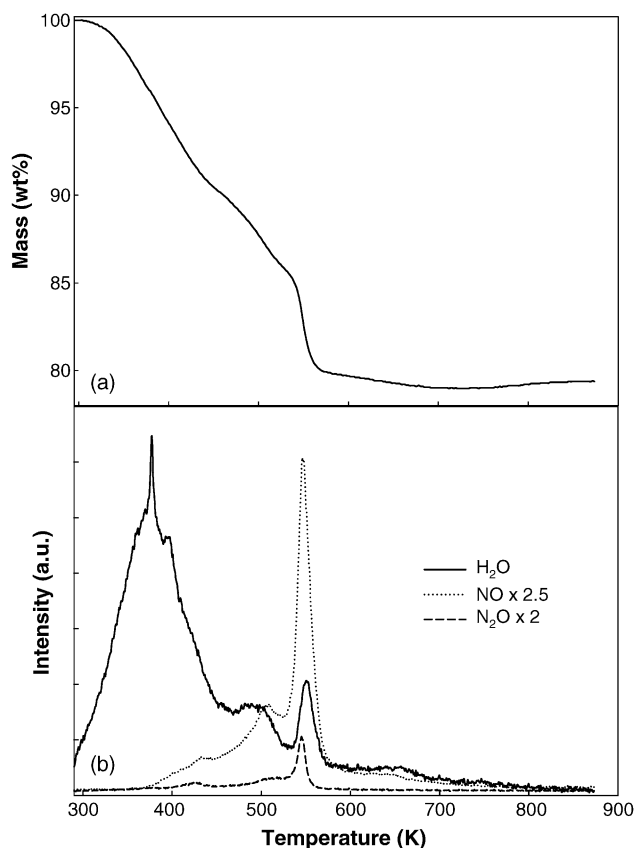 100
95
90
85
80
Mass (wt%)
(a)
Intensity (a.u.)
H₂O
NO x 2.5
N₂O x 2
(b)
300 400 500 600 700 800 900
Temperature (K)